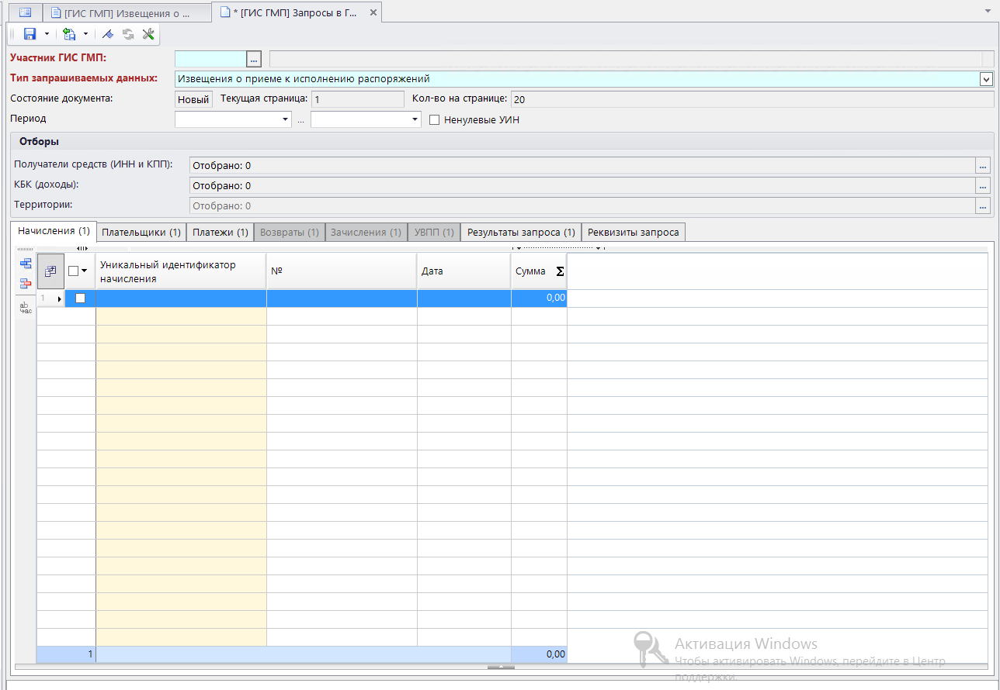 [ГИС ГМП] Извещения о ...
* [ГИС ГМП] Запросы в Г...
Участник ГИС ГМП:
...
Тип запрашиваемых данных:
Извещения о приеме к исполнению распоряжений
Состояние документа:
Новый
Текущая страница:
1
Кол-во на странице:
20
Период
...
Ненулевые УИН
Отборы
Получатели средств (ИНН и КПП):
Отобрано: 0
...
КБК (доходы):
Отобрано: 0
...
Территории:
Отобрано: 0
...
Начисления (1)
Плательщики (1)
Платежи (1)
Возвраты (1)
Зачисления (1)
УВПП (1)
Результаты запроса (1)
Реквизиты запроса
ab
ac
Уникальный идентификатор
начисления
№
Дата
Сумма Σ
1
0,00
1
0,00
Активация Windows
Чтобы активировать Windows, перейдите в Центр
поддержки.